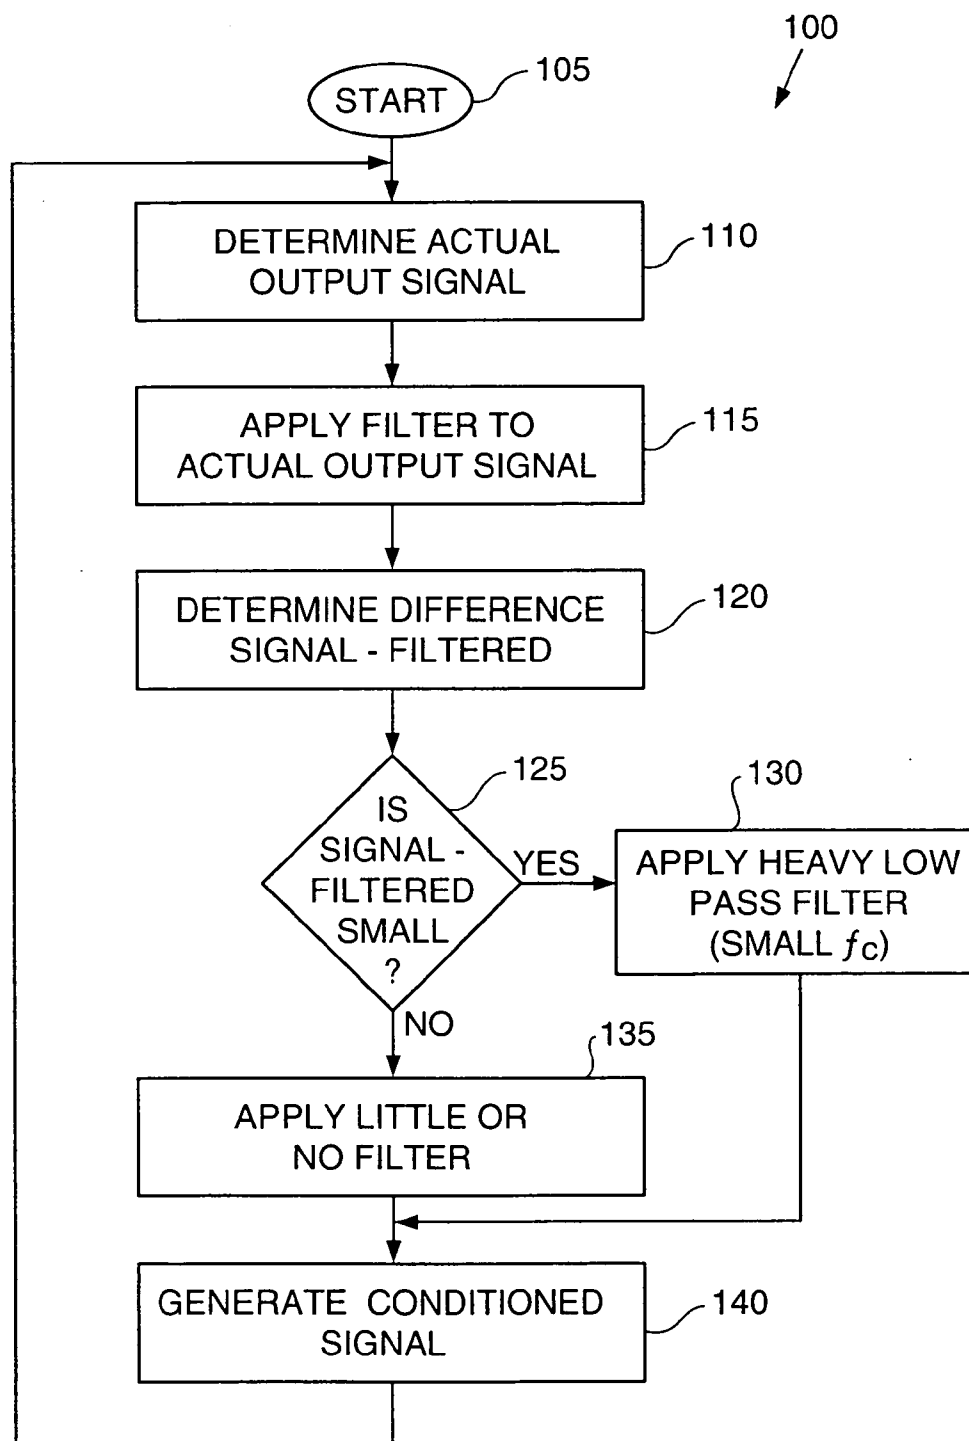 100
START
105
DETERMINE ACTUAL
OUTPUT SIGNAL
110
APPLY FILTER TO
ACTUAL OUTPUT SIGNAL
115
DETERMINE DIFFERENCE
SIGNAL - FILTERED
120
IS
SIGNAL -
FILTERED
SMALL
?
125
YES
130
APPLY HEAVY LOW
PASS FILTER
(SMALL fc)
NO
135
APPLY LITTLE OR
NO FILTER
GENERATE CONDITIONED
SIGNAL
140